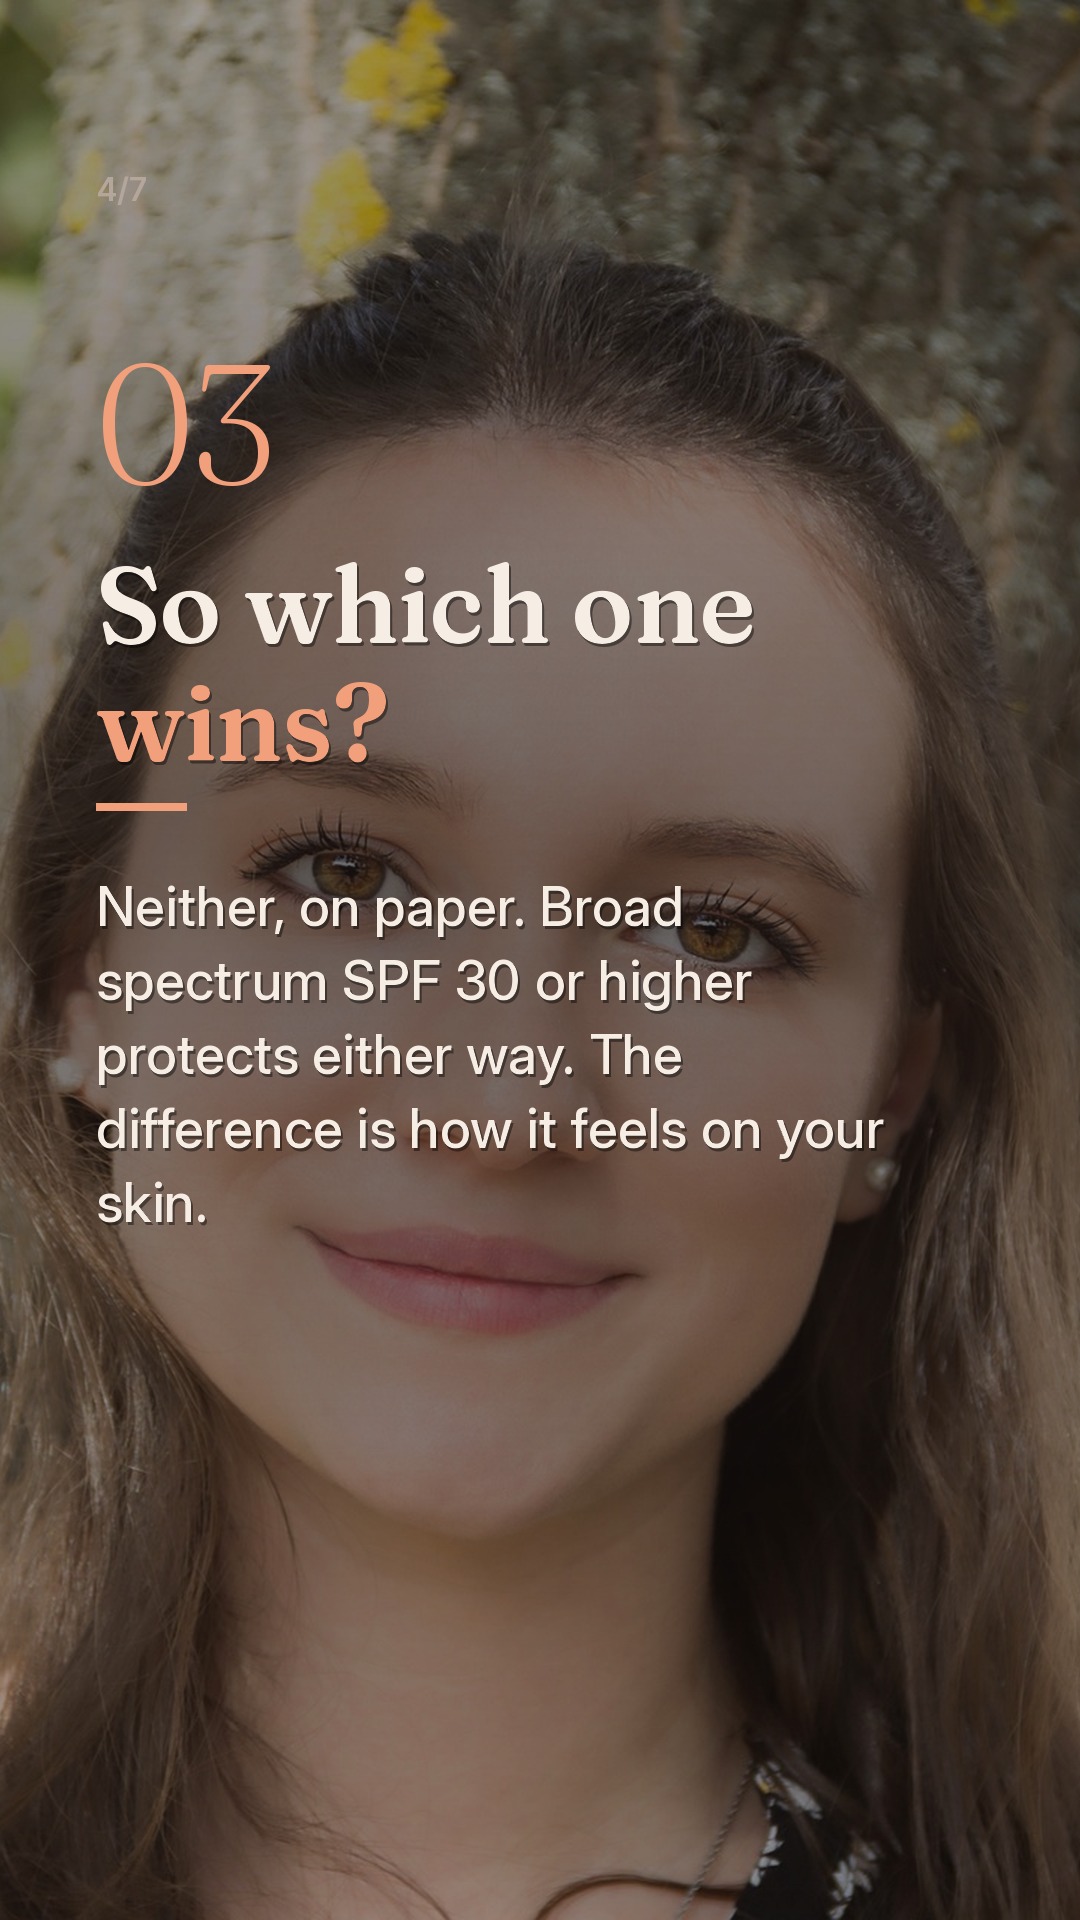 4/7
03
So which one
wins?
Neither, on paper. Broad
spectrum SPF 30 or higher
protects either way. The
difference is how it feels on your
skin.